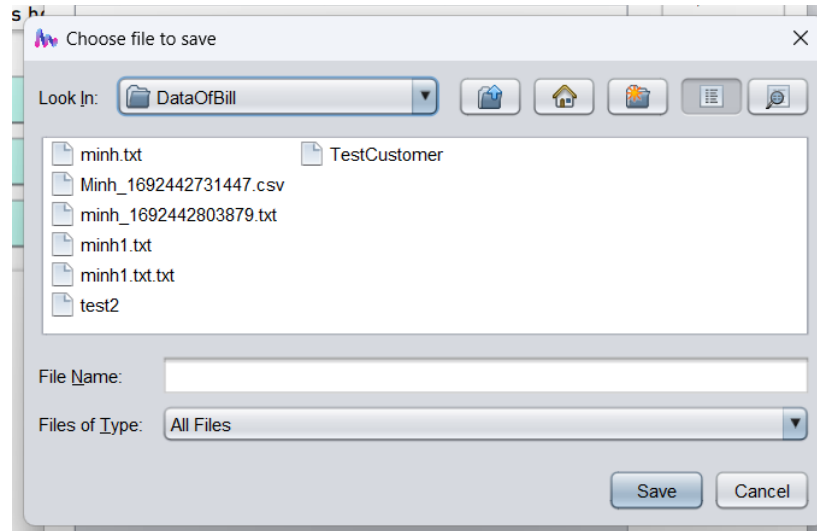 Choose file to save
Look In: DataOfBill
minh.txt
Minh_1692442731447.csv
minh_1692442803879.txt
minh1.txt
minh1.txt.txt
test2
TestCustomer
File Name:
Files of Type: All Files
Save Cancel